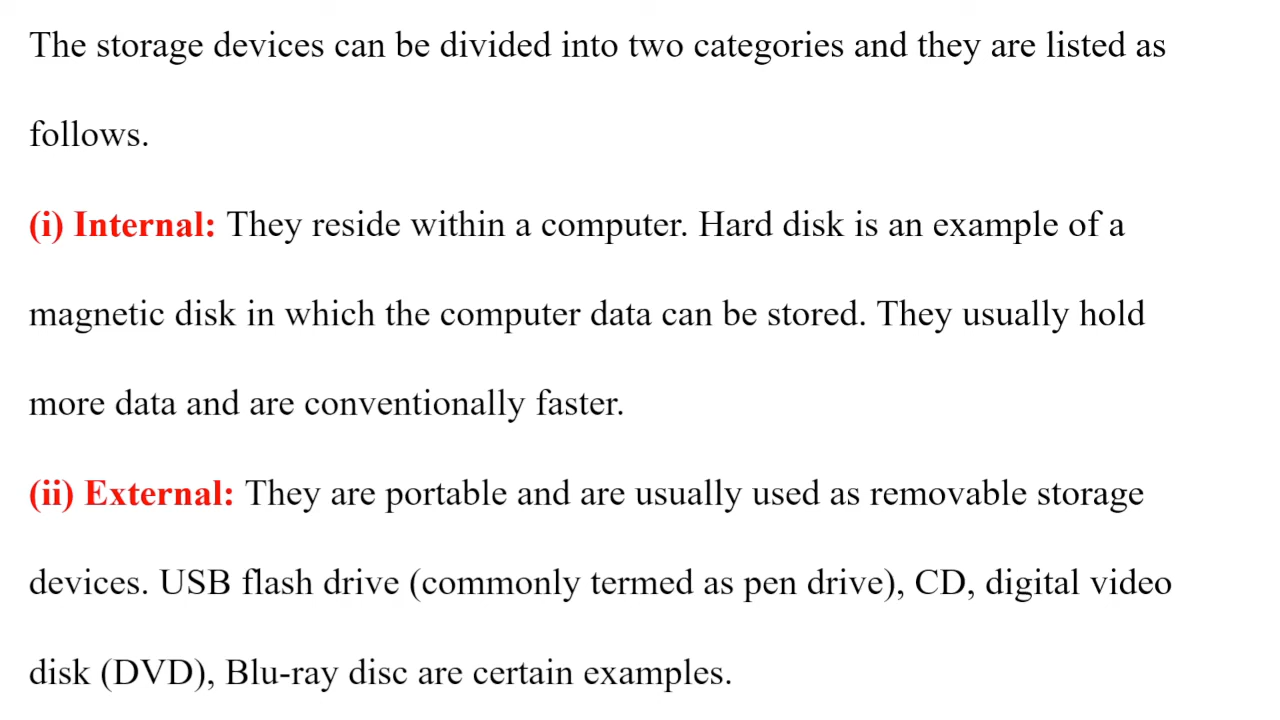 The storage devices can be divided into two categories and they are listed as
follows.
(i) Internal: They reside within a computer. Hard disk is an example of a
magnetic disk in which the computer data can be stored. They usually hold
more data and are conventionally faster.
(ii) External: They are portable and are usually used as removable storage
devices. USB flash drive (commonly termed as pen drive), CD, digital video
disk (DVD), Blu-ray disc are certain examples.